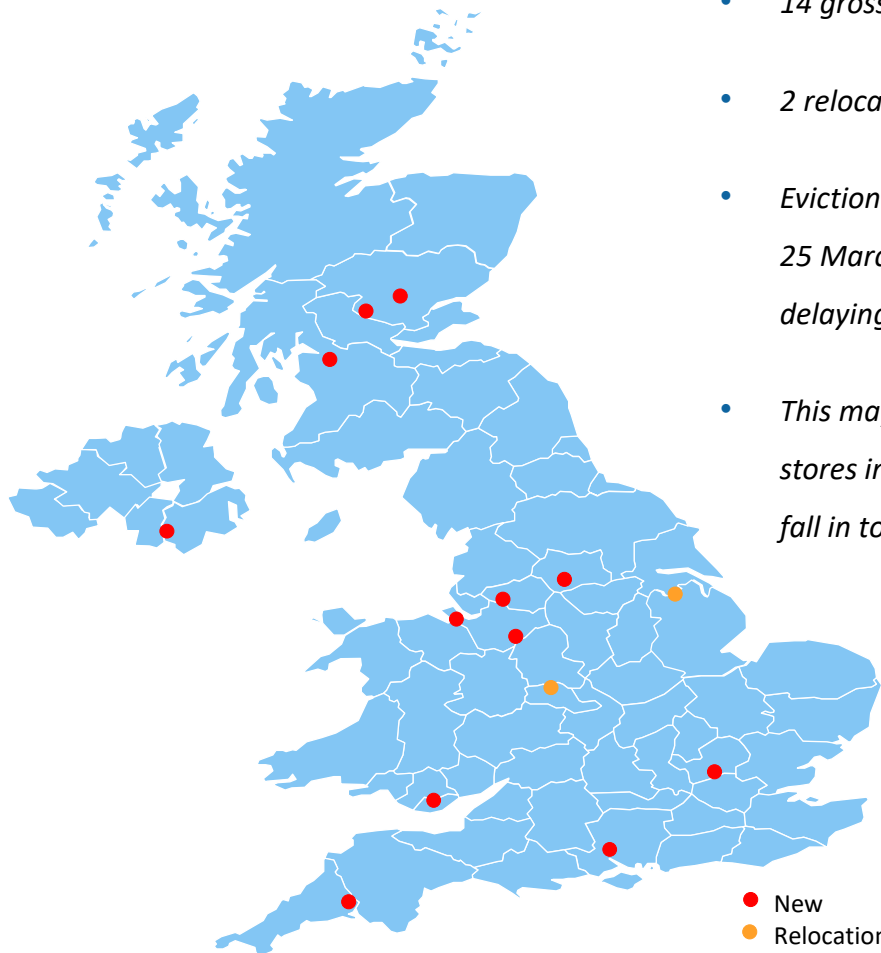 14 gross
2 reloca
Eviction
25 Marc
delaying
This ma
stores in
fall in to
New
Relocation